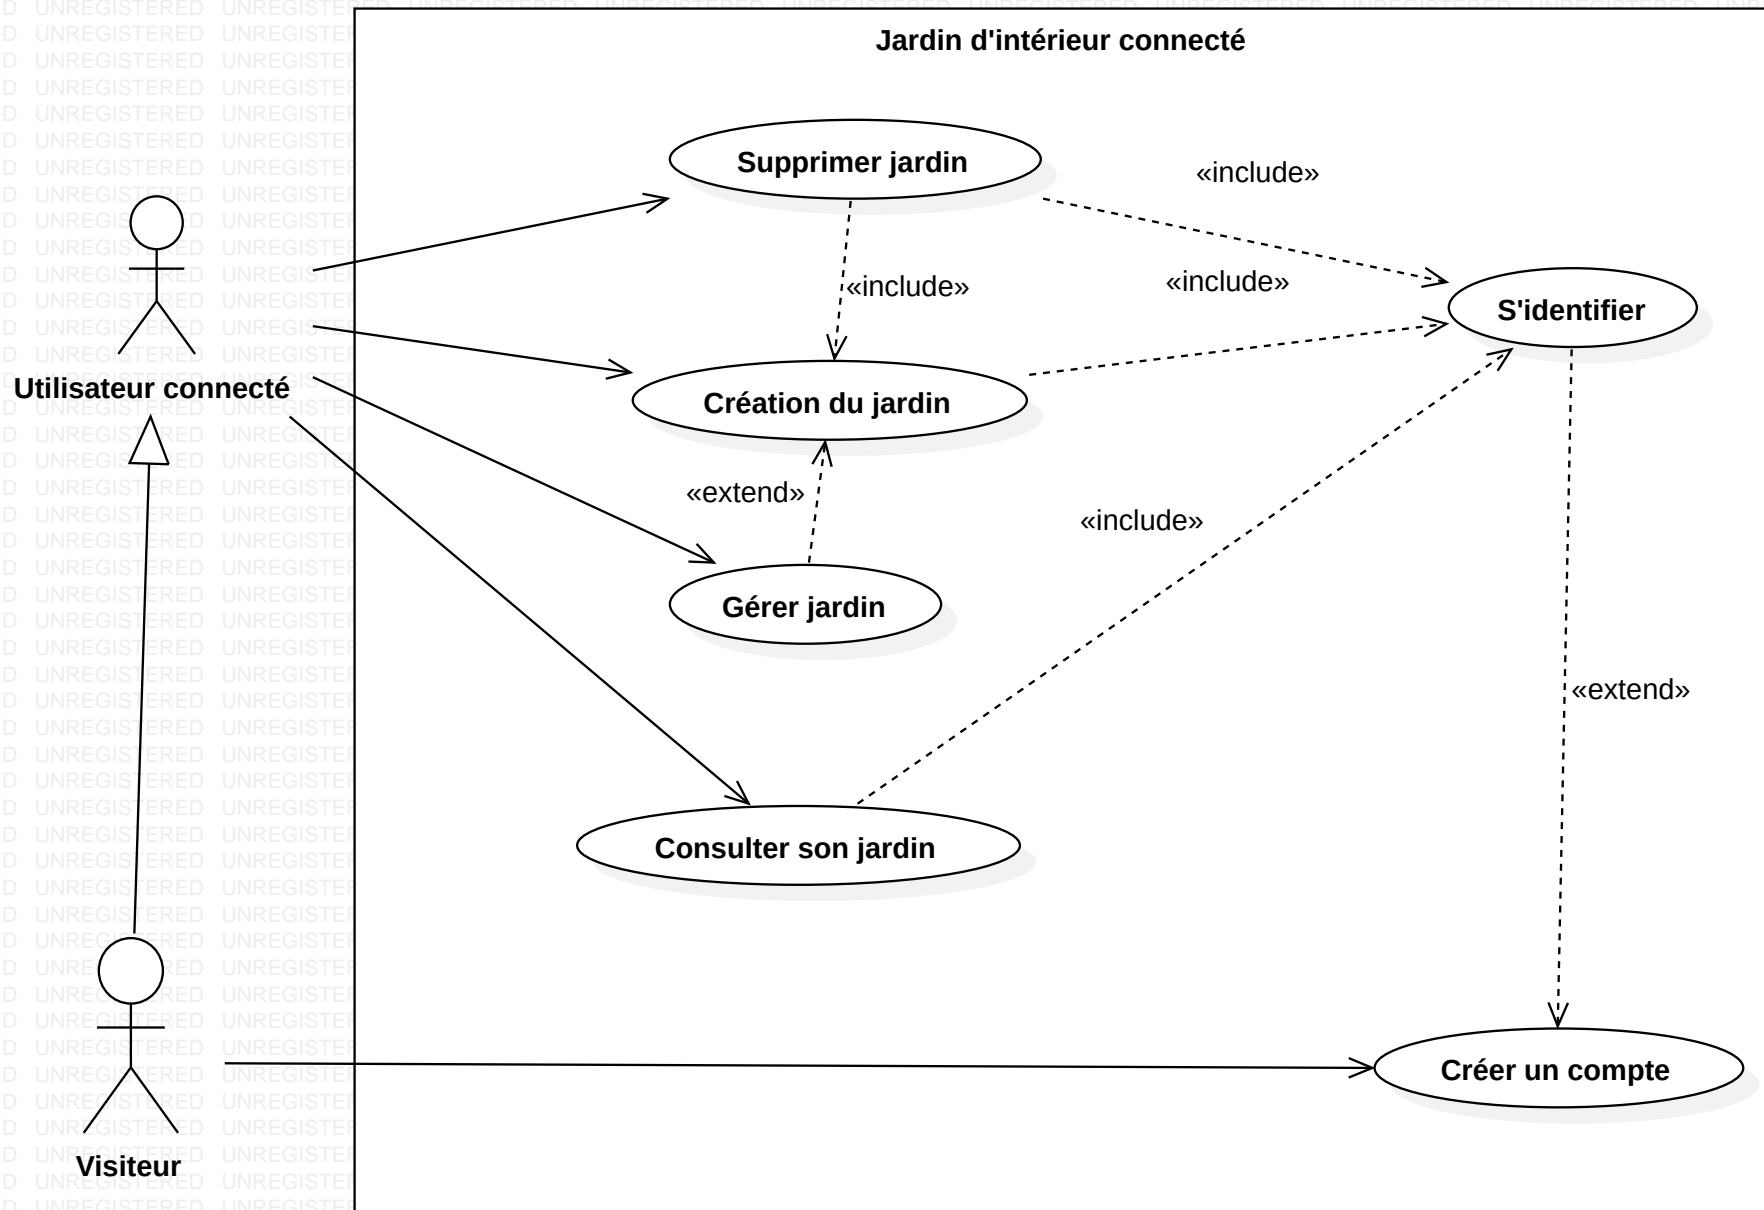 Jardin d'intérieur connecté
Supprimer jardin
«include»
«include»
«include»
S'identifier
Utilisateur connecté
Création du jardin
«extend»
«include»
Gérer jardin
«extend»
Consulter son jardin
Créer un compte
Visiteur
UNREGISTERED